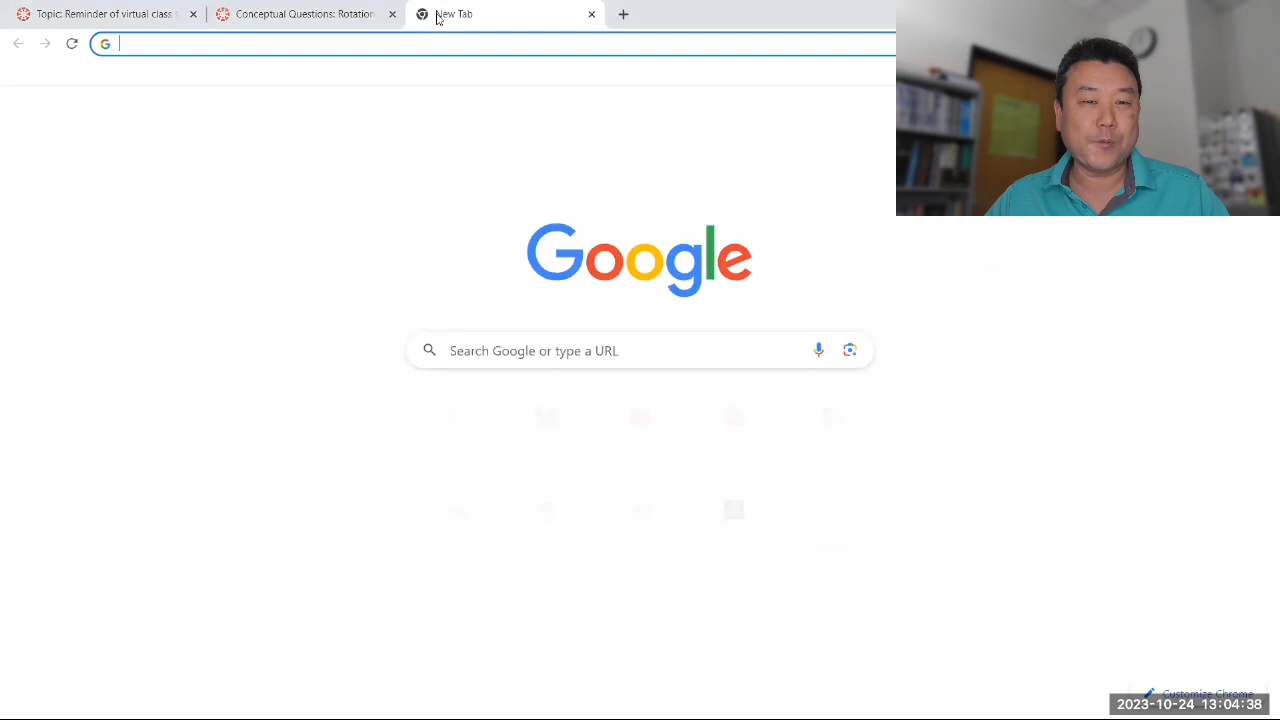 Topic: Reminder of virtual class
Conceptual Questions: Rotation
New Tab
Google
Search Google or type a URL
Customize Chrome
2023-10-24 13:04:38